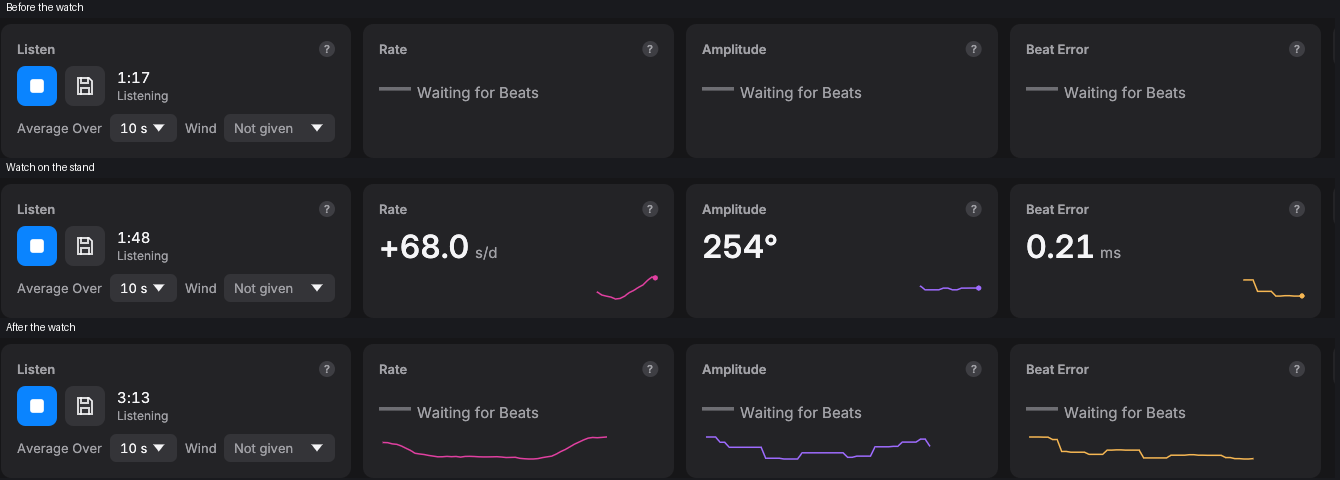 Before the watch
Listen ?
1:17
Listening
Average Over 10 s Wind Not given
Rate ?
Waiting for Beats
Amplitude ?
Waiting for Beats
Beat Error ?
Waiting for Beats
Watch on the stand
Listen ?
1:48
Listening
Average Over 10 s Wind Not given
Rate ?
+68.0 s/d
Amplitude ?
254°
Beat Error ?
0.21 ms
After the watch
Listen ?
3:13
Listening
Average Over 10 s Wind Not given
Rate ?
Waiting for Beats
Amplitude ?
Waiting for Beats
Beat Error ?
Waiting for Beats